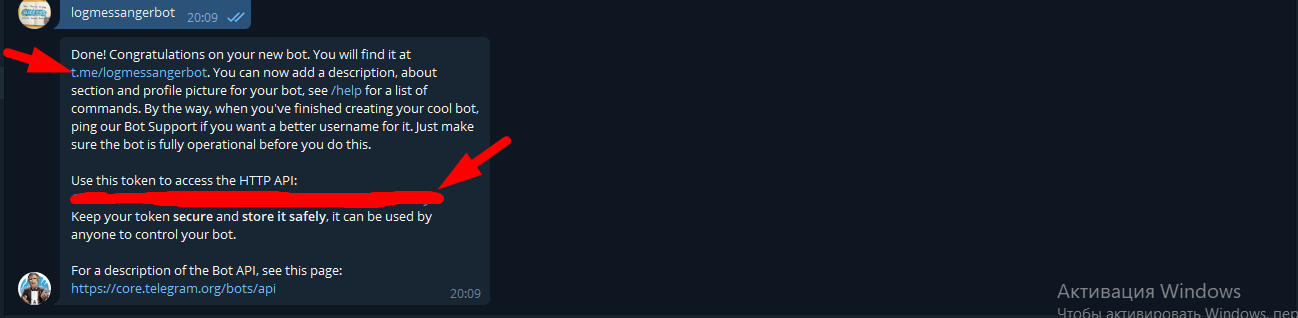 logmessangerbot
20:09
Done! Congratulations on your new bot. You will find it at
t.me/logmessangerbot. You can now add a description, about
section and profile picture for your bot, see /help for a list of
commands. By the way, when you've finished creating your cool bot,
ping our Bot Support if you want a better username for it. Just make
sure the bot is fully operational before you do this.
Use this token to access the HTTP API:
Keep your token secure and store it safely, it can be used by
anyone to control your bot.
For a description of the Bot API, see this page:
https://core.telegram.org/bots/api
20:09
Активация Windows
Чтобы активировать Windows, пер